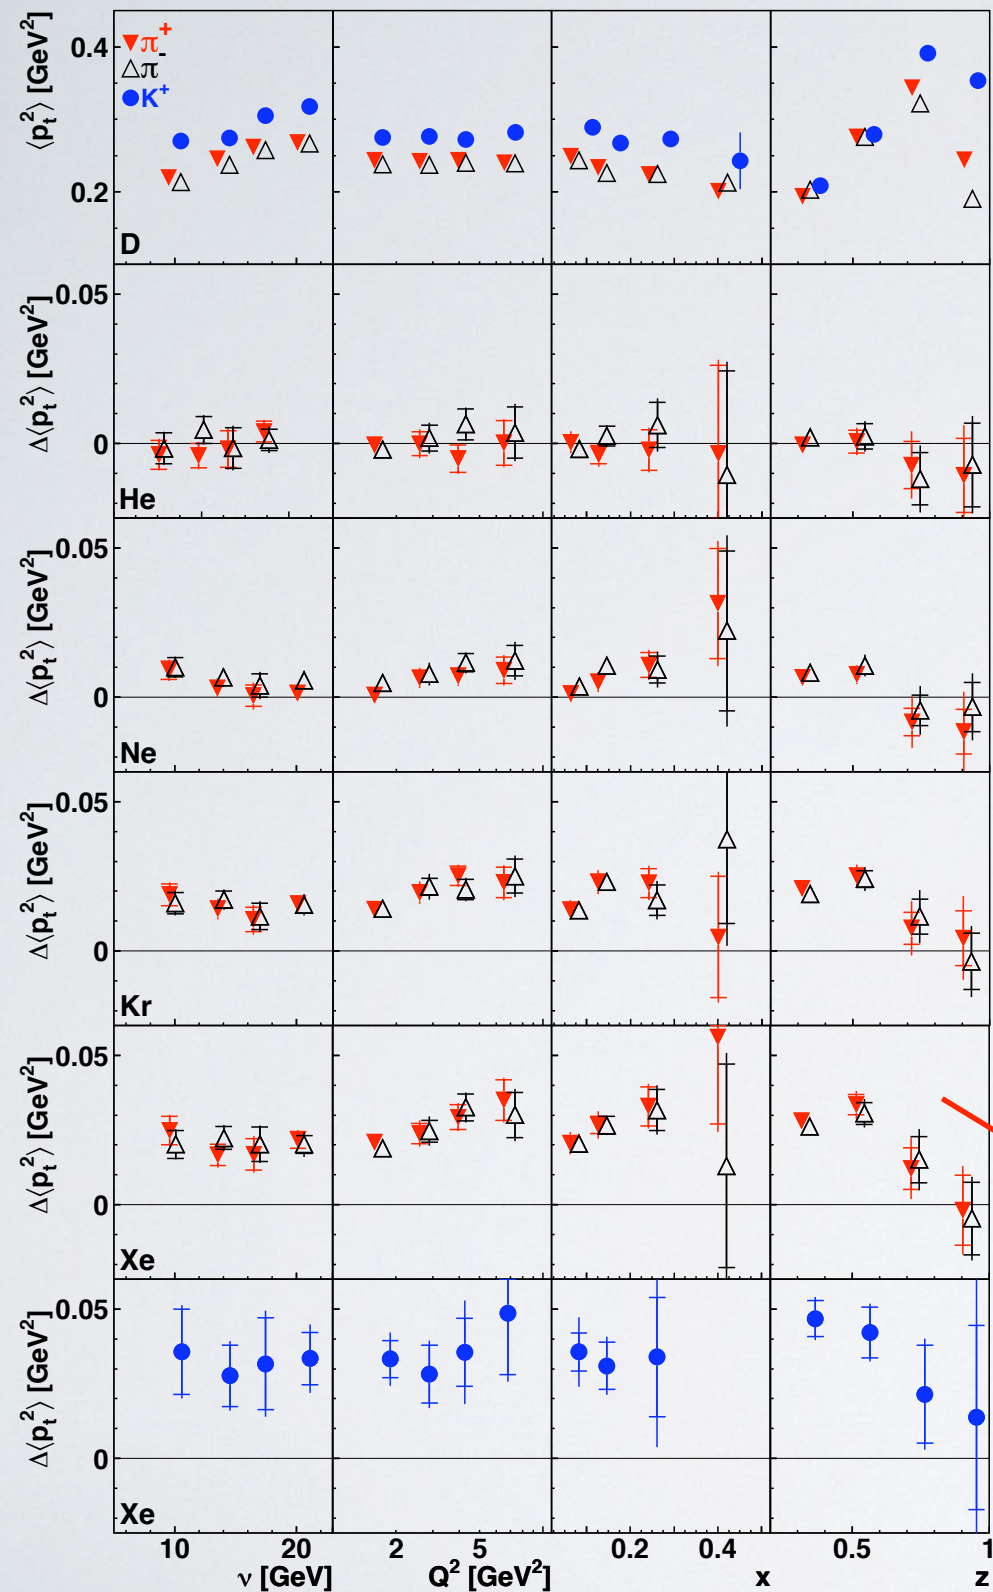 ⟨p_t^2⟩ [GeV^2]
0.4
0.2
π^+
π^-
K^+
D
Δ⟨p_t^2⟩ [GeV^2]
0.05
0
He
Δ⟨p_t^2⟩ [GeV^2]
0.05
0
Ne
Δ⟨p_t^2⟩ [GeV^2]
0.05
0
Kr
Δ⟨p_t^2⟩ [GeV^2]
0.05
0
Xe
Δ⟨p_t^2⟩ [GeV^2]
0.05
0
Xe
10 20 2 5 0.2 0.4 0.5 1
ν [GeV] Q^2 [GeV^2] x z